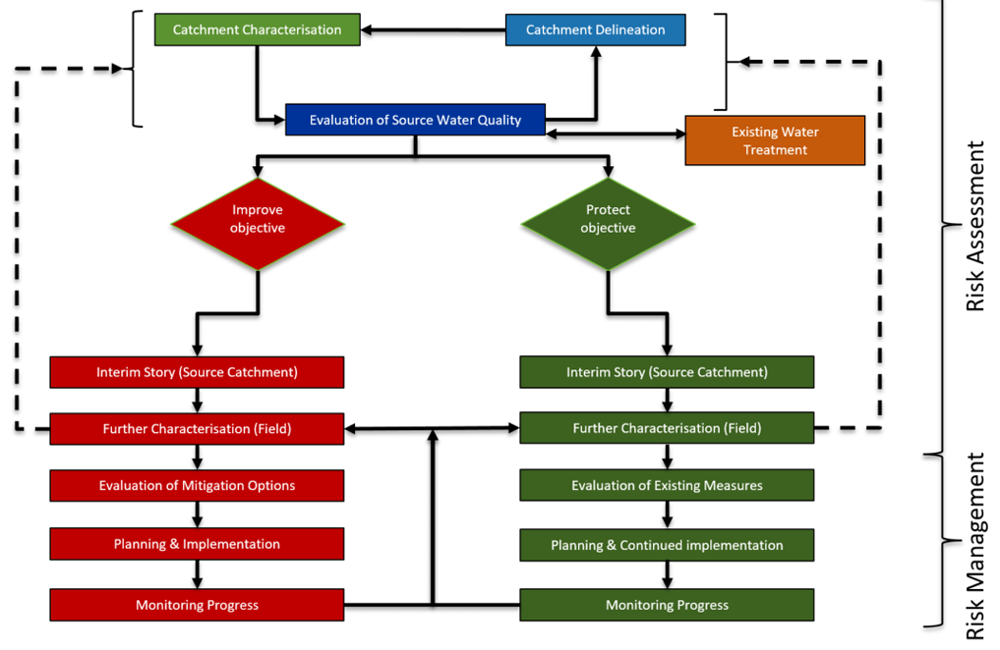 Catchment Characterisation
Catchment Delineation
Evaluation of Source Water Quality
Existing Water
Treatment
Improve
objective
Protect
objective
Risk Assessment
Interim Story (Source Catchment)
Interim Story (Source Catchment)
Further Characterisation (Field)
Further Characterisation (Field)
Evaluation of Mitigation Options
Evaluation of Existing Measures
Planning & Implementation
Planning & Continued implementation
Monitoring Progress
Monitoring Progress
Risk Management